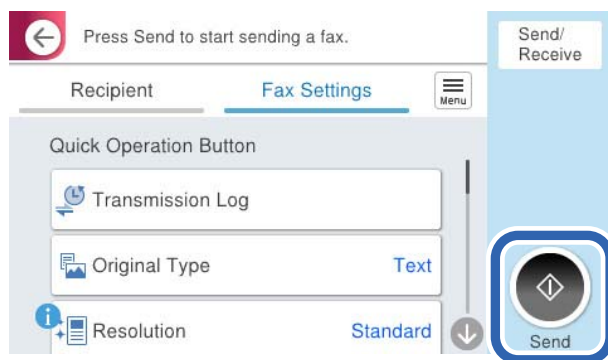 Press Send to start sending a fax.
Send/
Receive
Recipient
Fax Settings
Menu
Quick Operation Button
Transmission Log
Original Type
Text
i
Resolution
Standard
Send